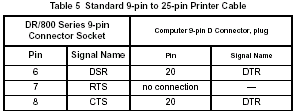 Table 5 Standard 9-pin to 25-pin Printer Cable
DR/800 Series 9-pin Connector Socket Computer 9-pin D Connector, plug
Pin Signal Name Pin Signal Name
6 DSR 20 DTR
7 RTS no connection —
8 CTS 20 DTR